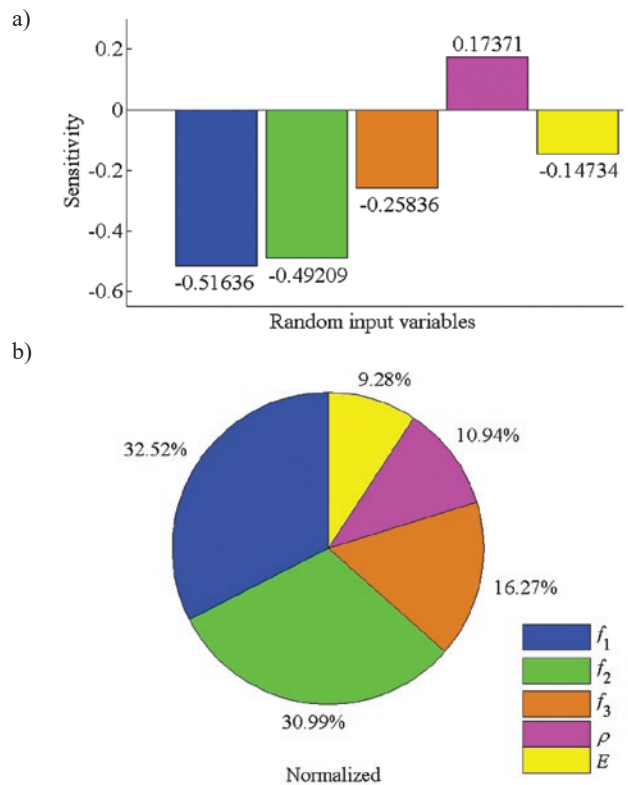 a)
0.2
0
-0.2
-0.4
-0.6
Sensitivity
0.17371
-0.14734
-0.25836
-0.51636
-0.49209
Random input variables
b)
9.28%
10.94%
32.52%
16.27%
30.99%
f₁
f₂
f₃
ρ
E
Normalized